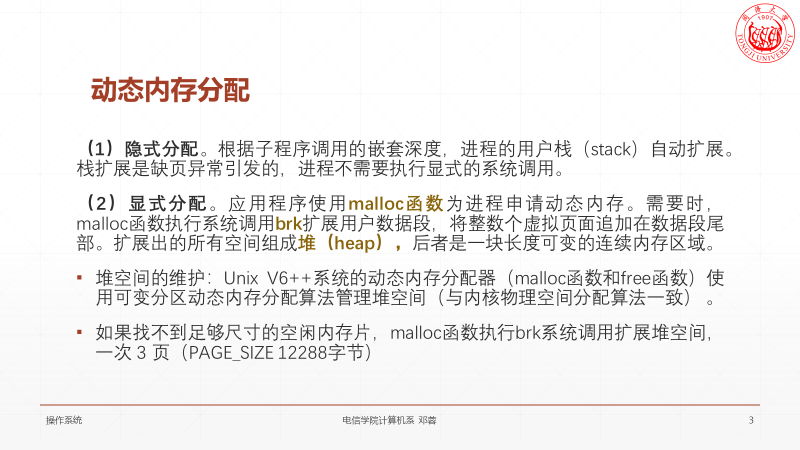 同济大学
1907
TONGJI UNIVERSITY
动态内存分配
（1）隐式分配。根据子程序调用的嵌套深度，进程的用户栈（stack）自动扩展。
栈扩展是缺页异常引发的，进程不需要执行显式的系统调用。
（2）显式分配。应用程序使用malloc函数为进程申请动态内存。需要时，
malloc函数执行系统调用brk扩展用户数据段，将整数个虚拟页面追加在数据段尾
部。扩展出的所有空间组成堆（heap），后者是一块长度可变的连续内存区域。
▪ 堆空间的维护：Unix V6++系统的动态内存分配器（malloc函数和free函数）使
用可变分区动态内存分配算法管理堆空间（与内核物理空间分配算法一致） 。
▪ 如果找不到足够尺寸的空闲内存片，malloc函数执行brk系统调用扩展堆空间，
一次 3 页（PAGE_SIZE 12288字节）
操作系统
电信学院计算机系 邓蓉
3